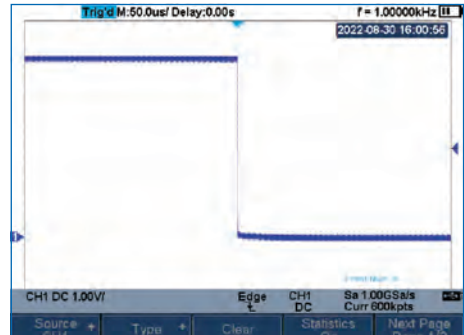 Trig'd M:50.0us/ Delay:0.00s f = 1.00000kHz
2022-08-30 16:00:56
1
CH1 DC 1.00V/ Edge CH1 Sa 1.00GSa/s
DC Curr 600kpts
Source Type Clear Statistics Next Page